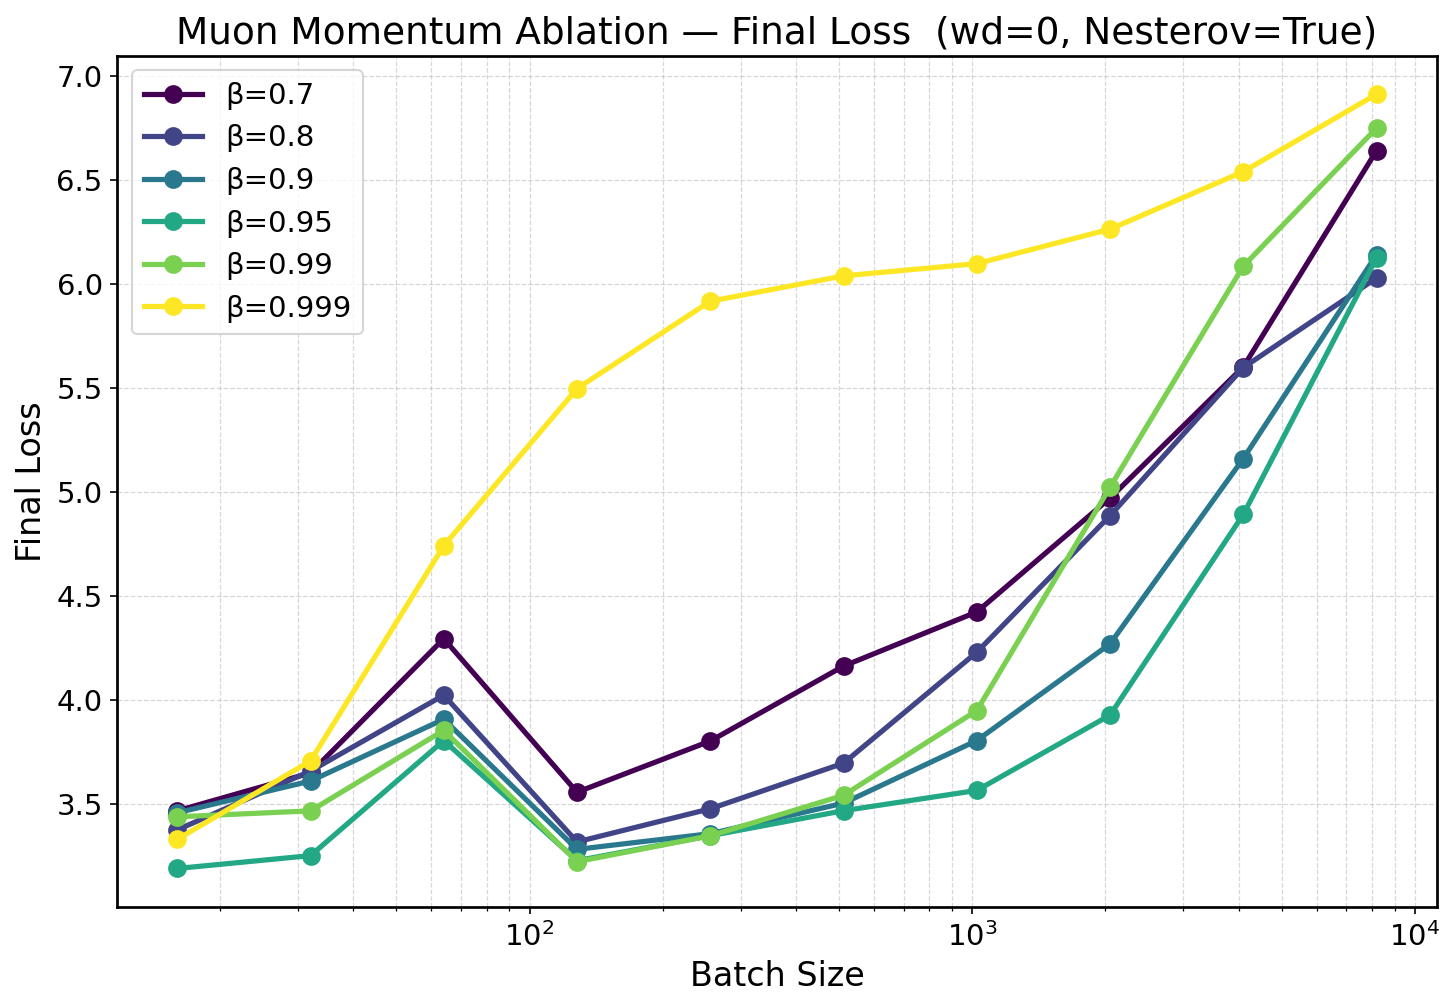 Muon Momentum Ablation — Final Loss  (wd=0, Nesterov=True)
7.0
6.5
6.0
5.5
5.0
4.5
4.0
3.5
Final Loss
β=0.7
β=0.8
β=0.9
β=0.95
β=0.99
β=0.999
10²
10³
10⁴
Batch Size